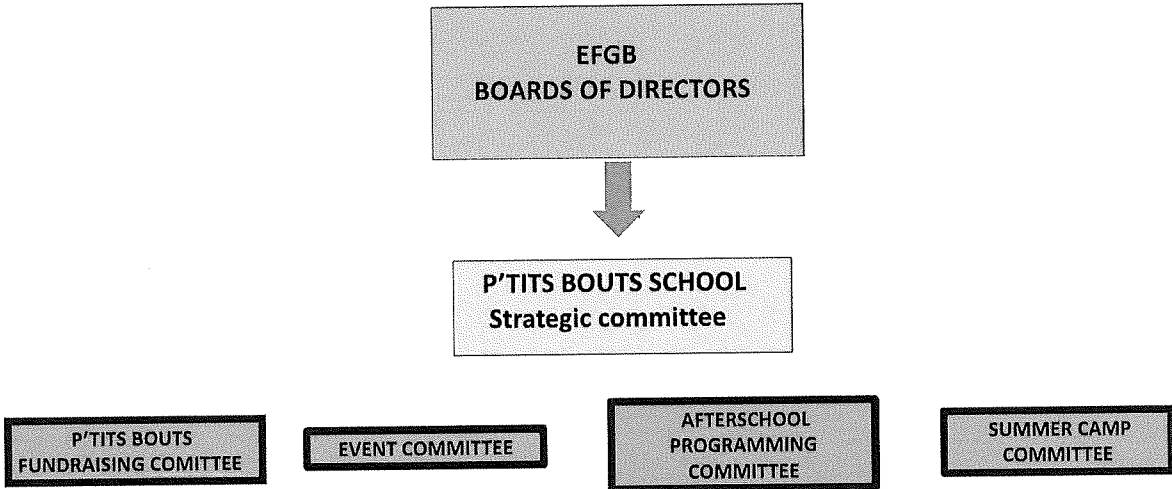 EFGB
BOARDS OF DIRECTORS
P'TITS BOUTS SCHOOL
Strategic committee
P'TITS BOUTS
FUNDRAISING COMITTEE
EVENT COMMITTEE
AFTERSCHOOL
PROGRAMMING
COMMITTEE
SUMMER CAMP
COMMITTEE